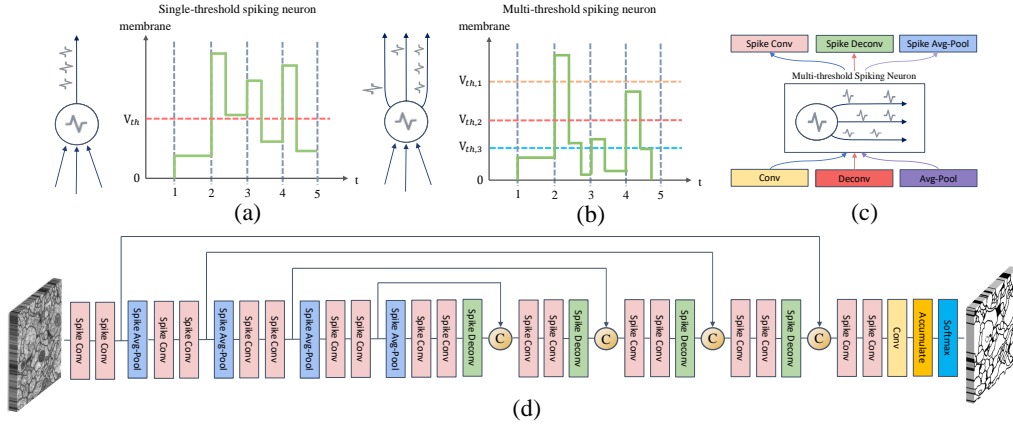 Single-threshold spiking neuron
membrane
V_th
0
1 2 3 4 5
t
(a)
Multi-threshold spiking neuron
membrane
V_th,1
V_th,2
V_th,3
0
1 2 3 4 5
t
(b)
Spike Conv
Spike Deconv
Spike Avg-Pool
Multi-threshold Spiking Neuron
Conv
Deconv
Avg-Pool
(c)
Spike Conv
Spike Conv
Spike Avg-Pool
Spike Conv
Spike Conv
Spike Avg-Pool
Spike Conv
Spike Conv
Spike Avg-Pool
Spike Conv
Spike Conv
Spike Avg-Pool
Spike Conv
Spike Conv
Spike Deconv
C
Spike Conv
Spike Conv
Spike Deconv
C
Spike Conv
Spike Conv
Spike Deconv
C
Spike Conv
Spike Conv
Spike Deconv
C
Spike Conv
Spike Conv
Conv
Accumulate
Softmax
(d)